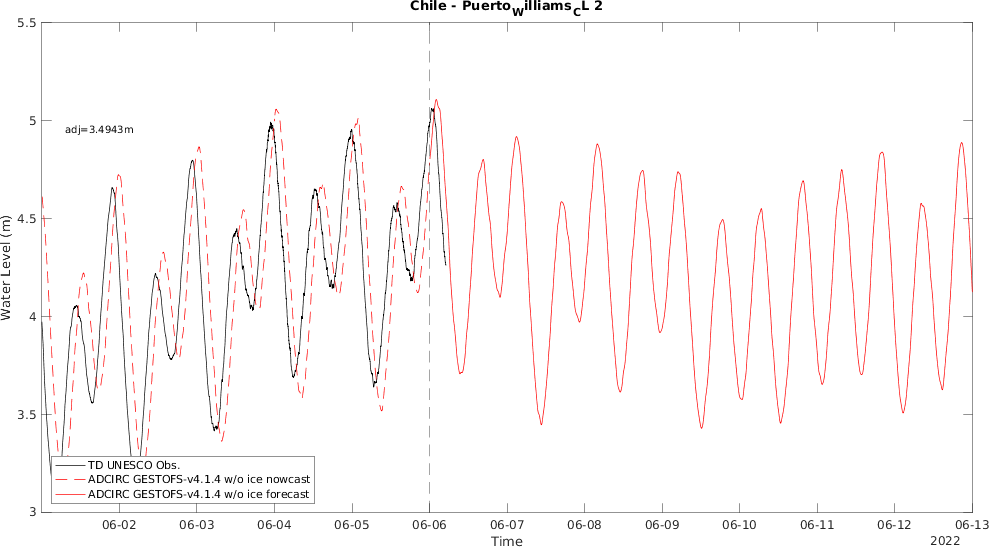 Chile - PuertoWilliamsCL 2
5.5
5
4.5
4
3.5
3
Water Level (m)
adj=3.4943m
TD UNESCO Obs.
ADCIRC GESTOFS-v4.1.4 w/o ice nowcast
ADCIRC GESTOFS-v4.1.4 w/o ice forecast
06-02 06-03 06-04 06-05 06-06 06-07 06-08 06-09 06-10 06-11 06-12 06-13
Time
2022